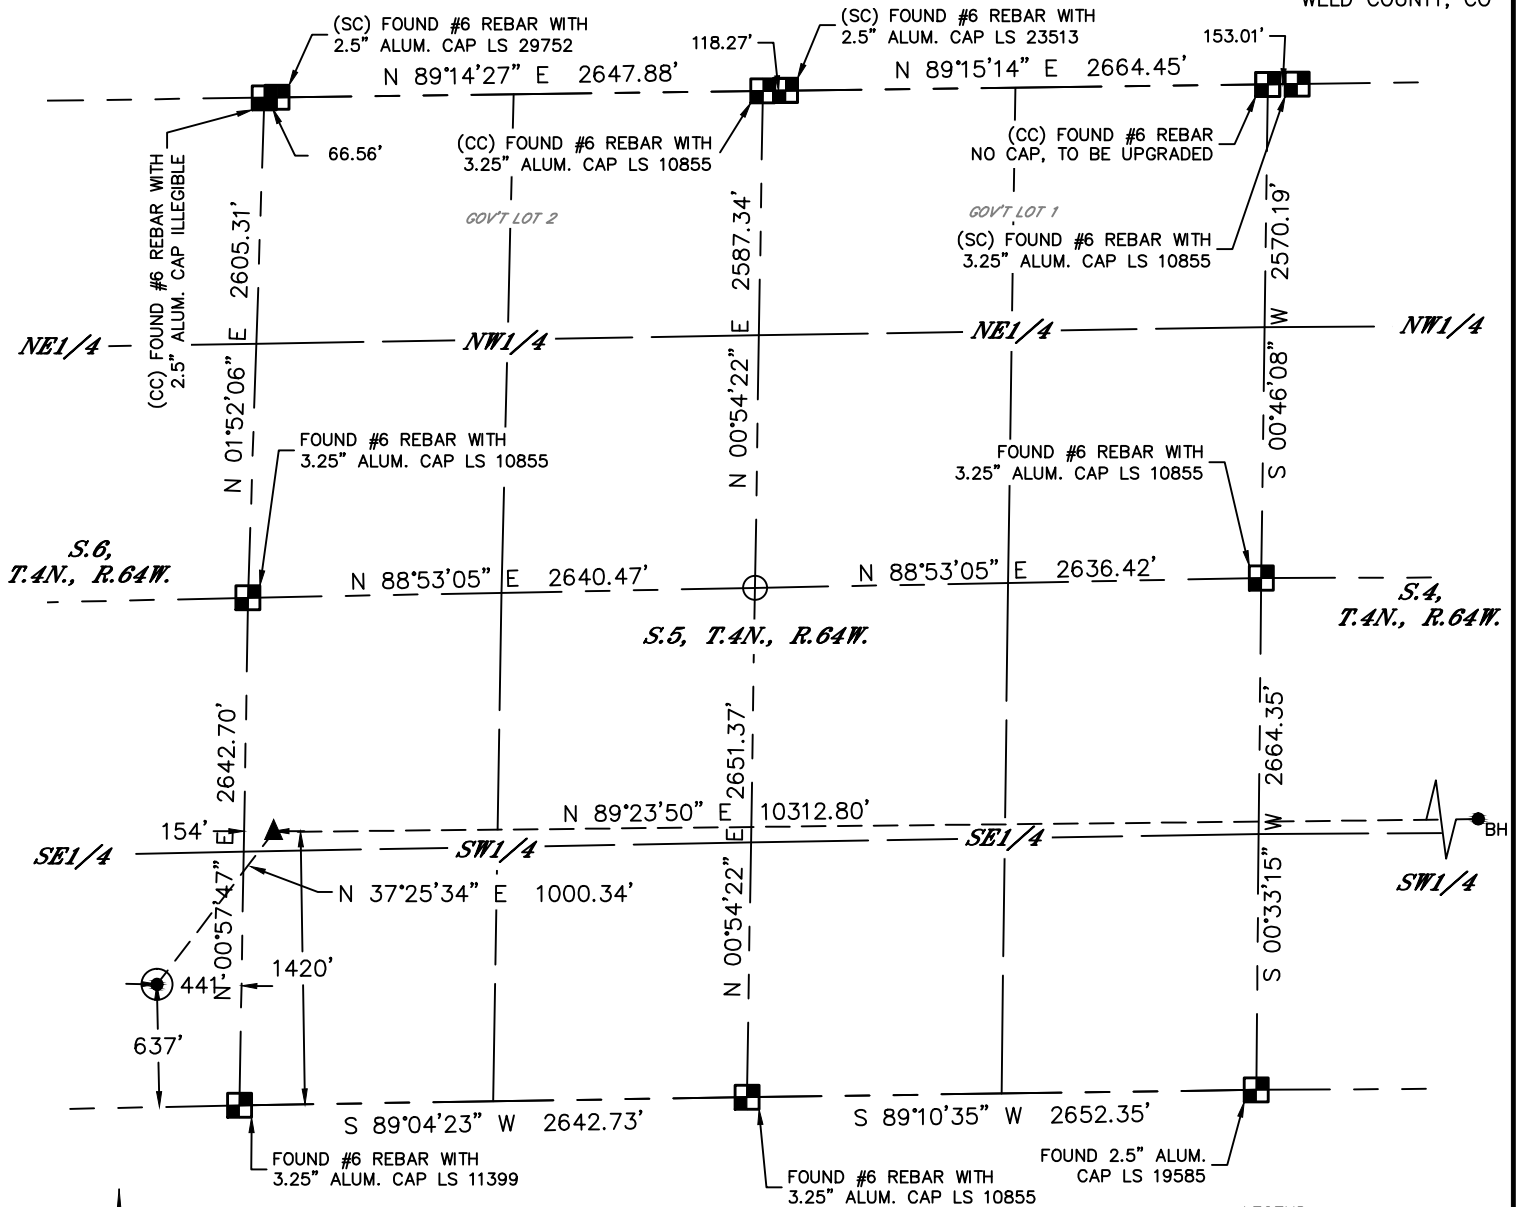 WELD COUNTY, CO
(SC) FOUND #6 REBAR WITH
2.5" ALUM. CAP LS 29752
(SC) FOUND #6 REBAR WITH
2.5" ALUM. CAP LS 23513
118.27'
153.01'
N 89°14'27" E 2647.88'
N 89°15'14" E 2664.45'
66.56'
(CC) FOUND #6 REBAR WITH
3.25" ALUM. CAP LS 10855
(CC) FOUND #6 REBAR
NO CAP, TO BE UPGRADED
(CC) FOUND #6 REBAR WITH
2.5" ALUM. CAP ILLEGIBLE
GOV'T LOT 2
GOV'T LOT 1
(SC) FOUND #6 REBAR WITH
3.25" ALUM. CAP LS 10855
N 01°52'06" E 2605.31'
N 00°54'22" E 2587.34'
S 00°46'08" W 2570.19'
NE1/4
NW1/4
NE1/4
NW1/4
FOUND #6 REBAR WITH
3.25" ALUM. CAP LS 10855
FOUND #6 REBAR WITH
3.25" ALUM. CAP LS 10855
S.6,
T.4N., R.64W.
N 88°53'05" E 2640.47'
N 88°53'05" E 2636.42'
S.4,
T.4N., R.64W.
S.5, T.4N., R.64W.
N 00°57'47" E 2642.70'
N 00°54'22" E 2651.37'
S 00°33'15" W 2664.35'
N 89°23'50" E 10312.80'
154'
BH
SE1/4
SW1/4
SE1/4
SW1/4
N 37°25'34" E 1000.34'
1420'
441'
637'
S 89°04'23" W 2642.73'
S 89°10'35" W 2652.35'
FOUND #6 REBAR WITH
3.25" ALUM. CAP LS 11399
FOUND #6 REBAR WITH
3.25" ALUM. CAP LS 10855
FOUND 2.5" ALUM.
CAP LS 19585